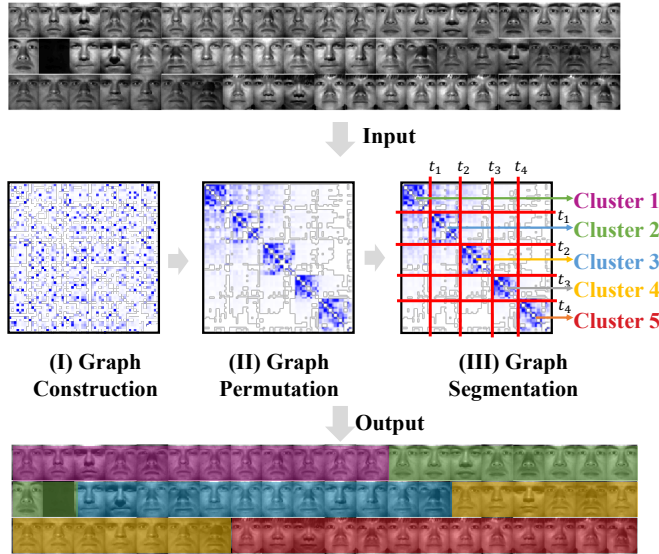 Input
t₁ t₂ t₃ t₄
Cluster 1
t₁
Cluster 2
t₂
Cluster 3
t₃
Cluster 4
t₄
Cluster 5
(I) Graph
Construction
(II) Graph
Permutation
(III) Graph
Segmentation
Output